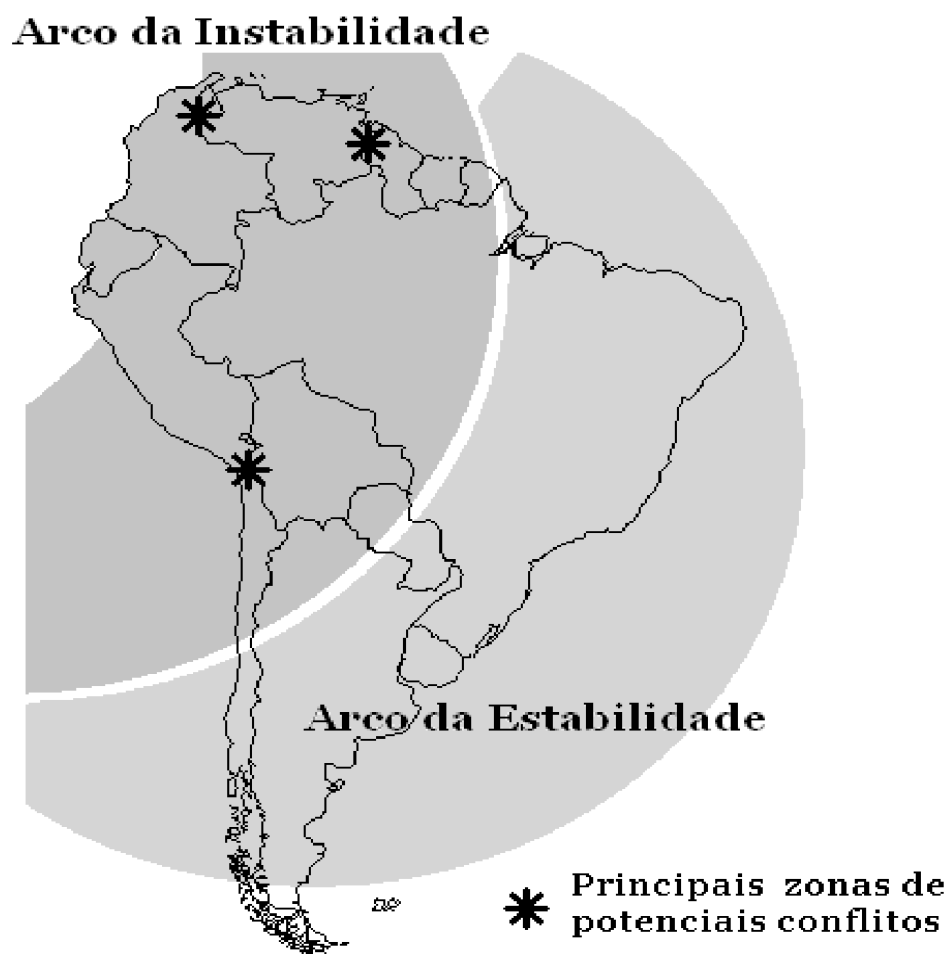 Arco da Instabilidade
Arco da Estabilidade
Principais zonas de
potenciais conflitos